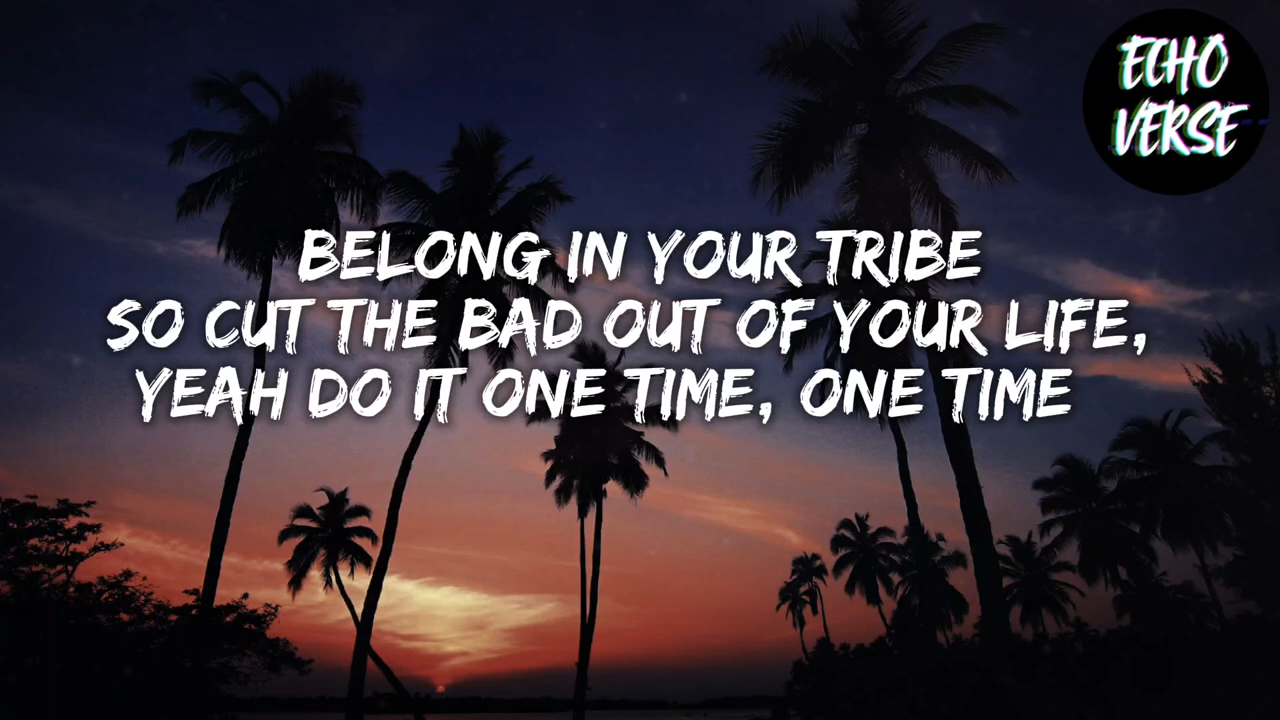 ECHO
VERSE
BELONG IN YOUR TRIBE
SO CUT THE BAD OUT OF YOUR LIFE,
YEAH DO IT ONE TIME, ONE TIME